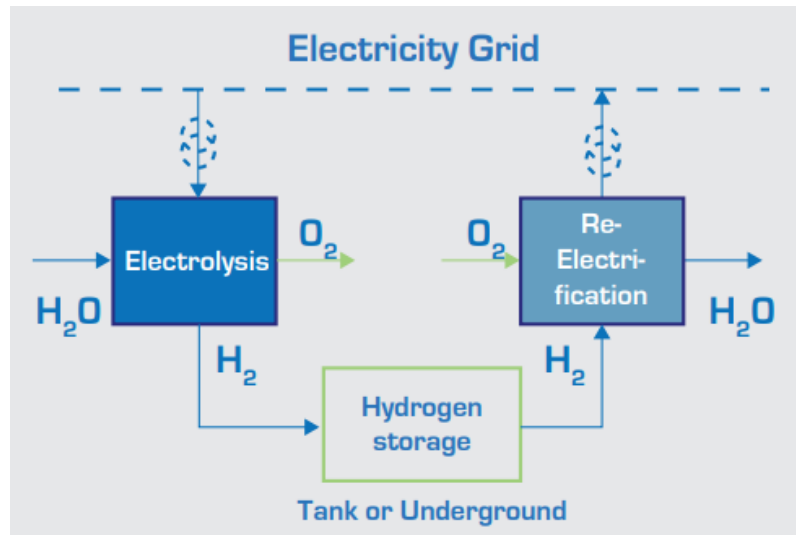 Electricity Grid
Electrolysis
O₂
O₂
Re-
Electri-
fication
H₂O
H₂O
H₂
H₂
Hydrogen
storage
Tank or Underground